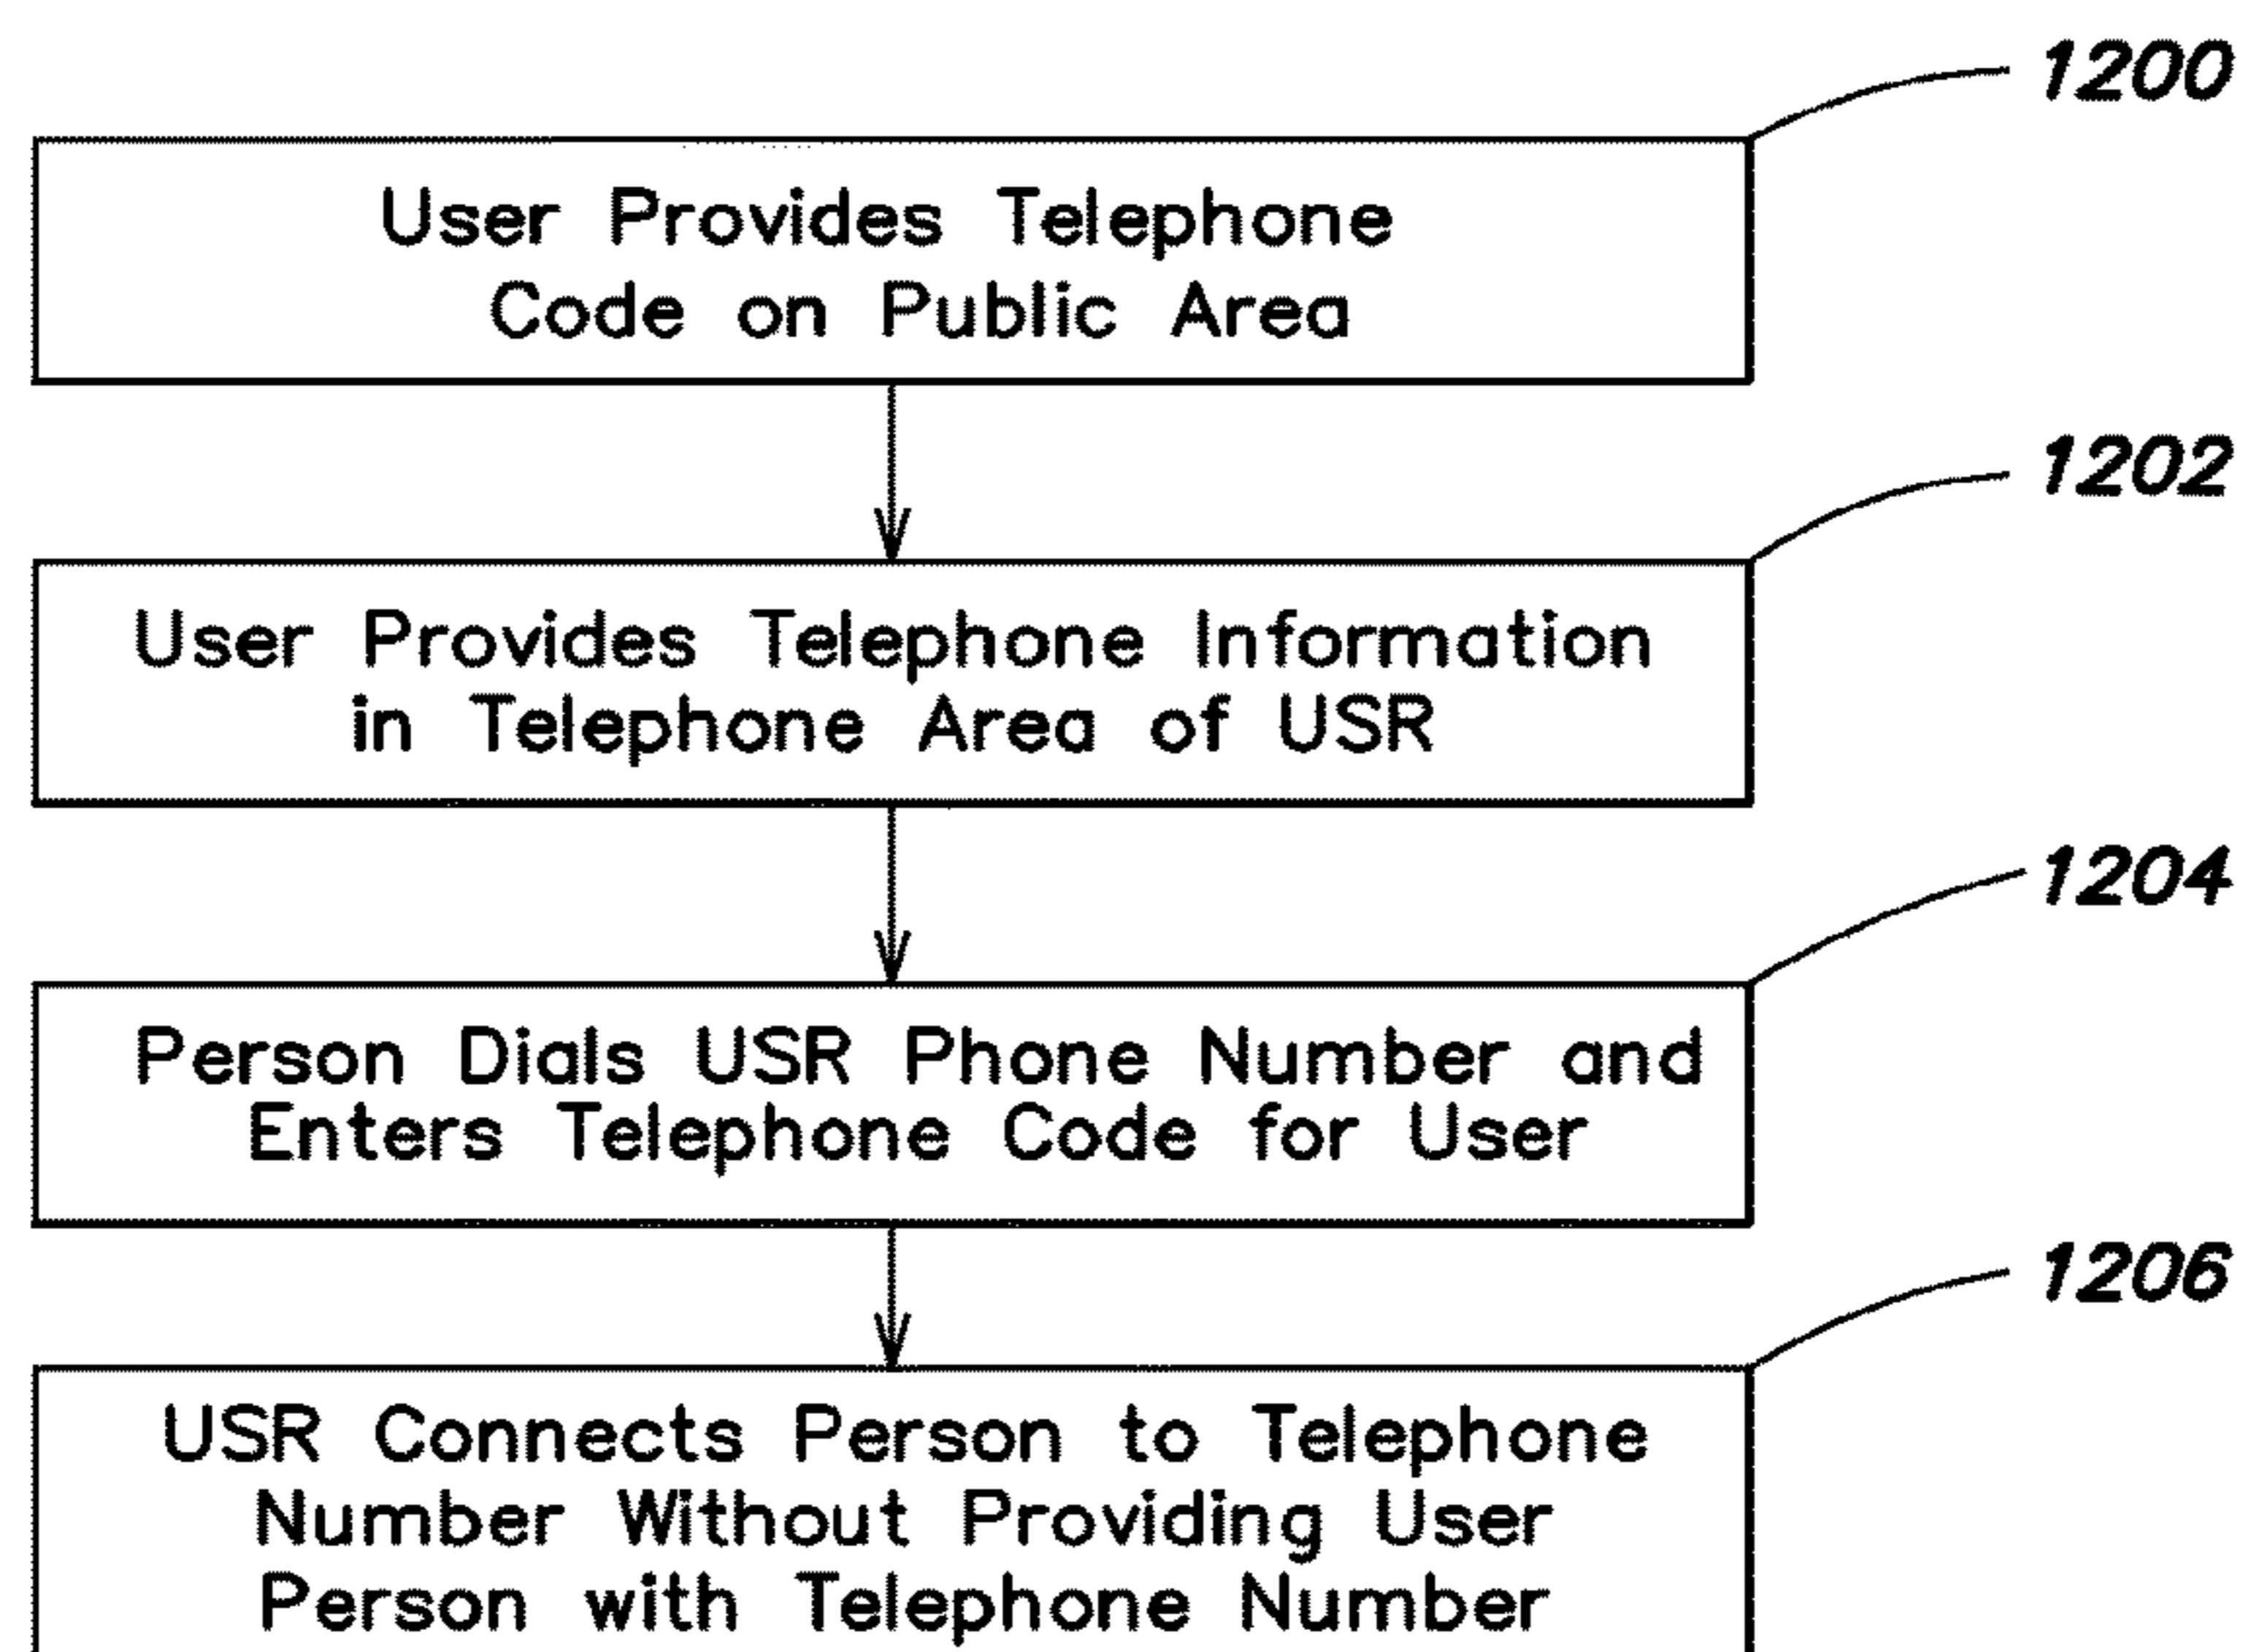 1200
User Provides Telephone
Code on Public Area
1202
User Provides Telephone Information
in Telephone Area of USR
1204
Person Dials USR Phone Number and
Enters Telephone Code for User
1206
USR Connects Person to Telephone
Number Without Providing User
Person with Telephone Number